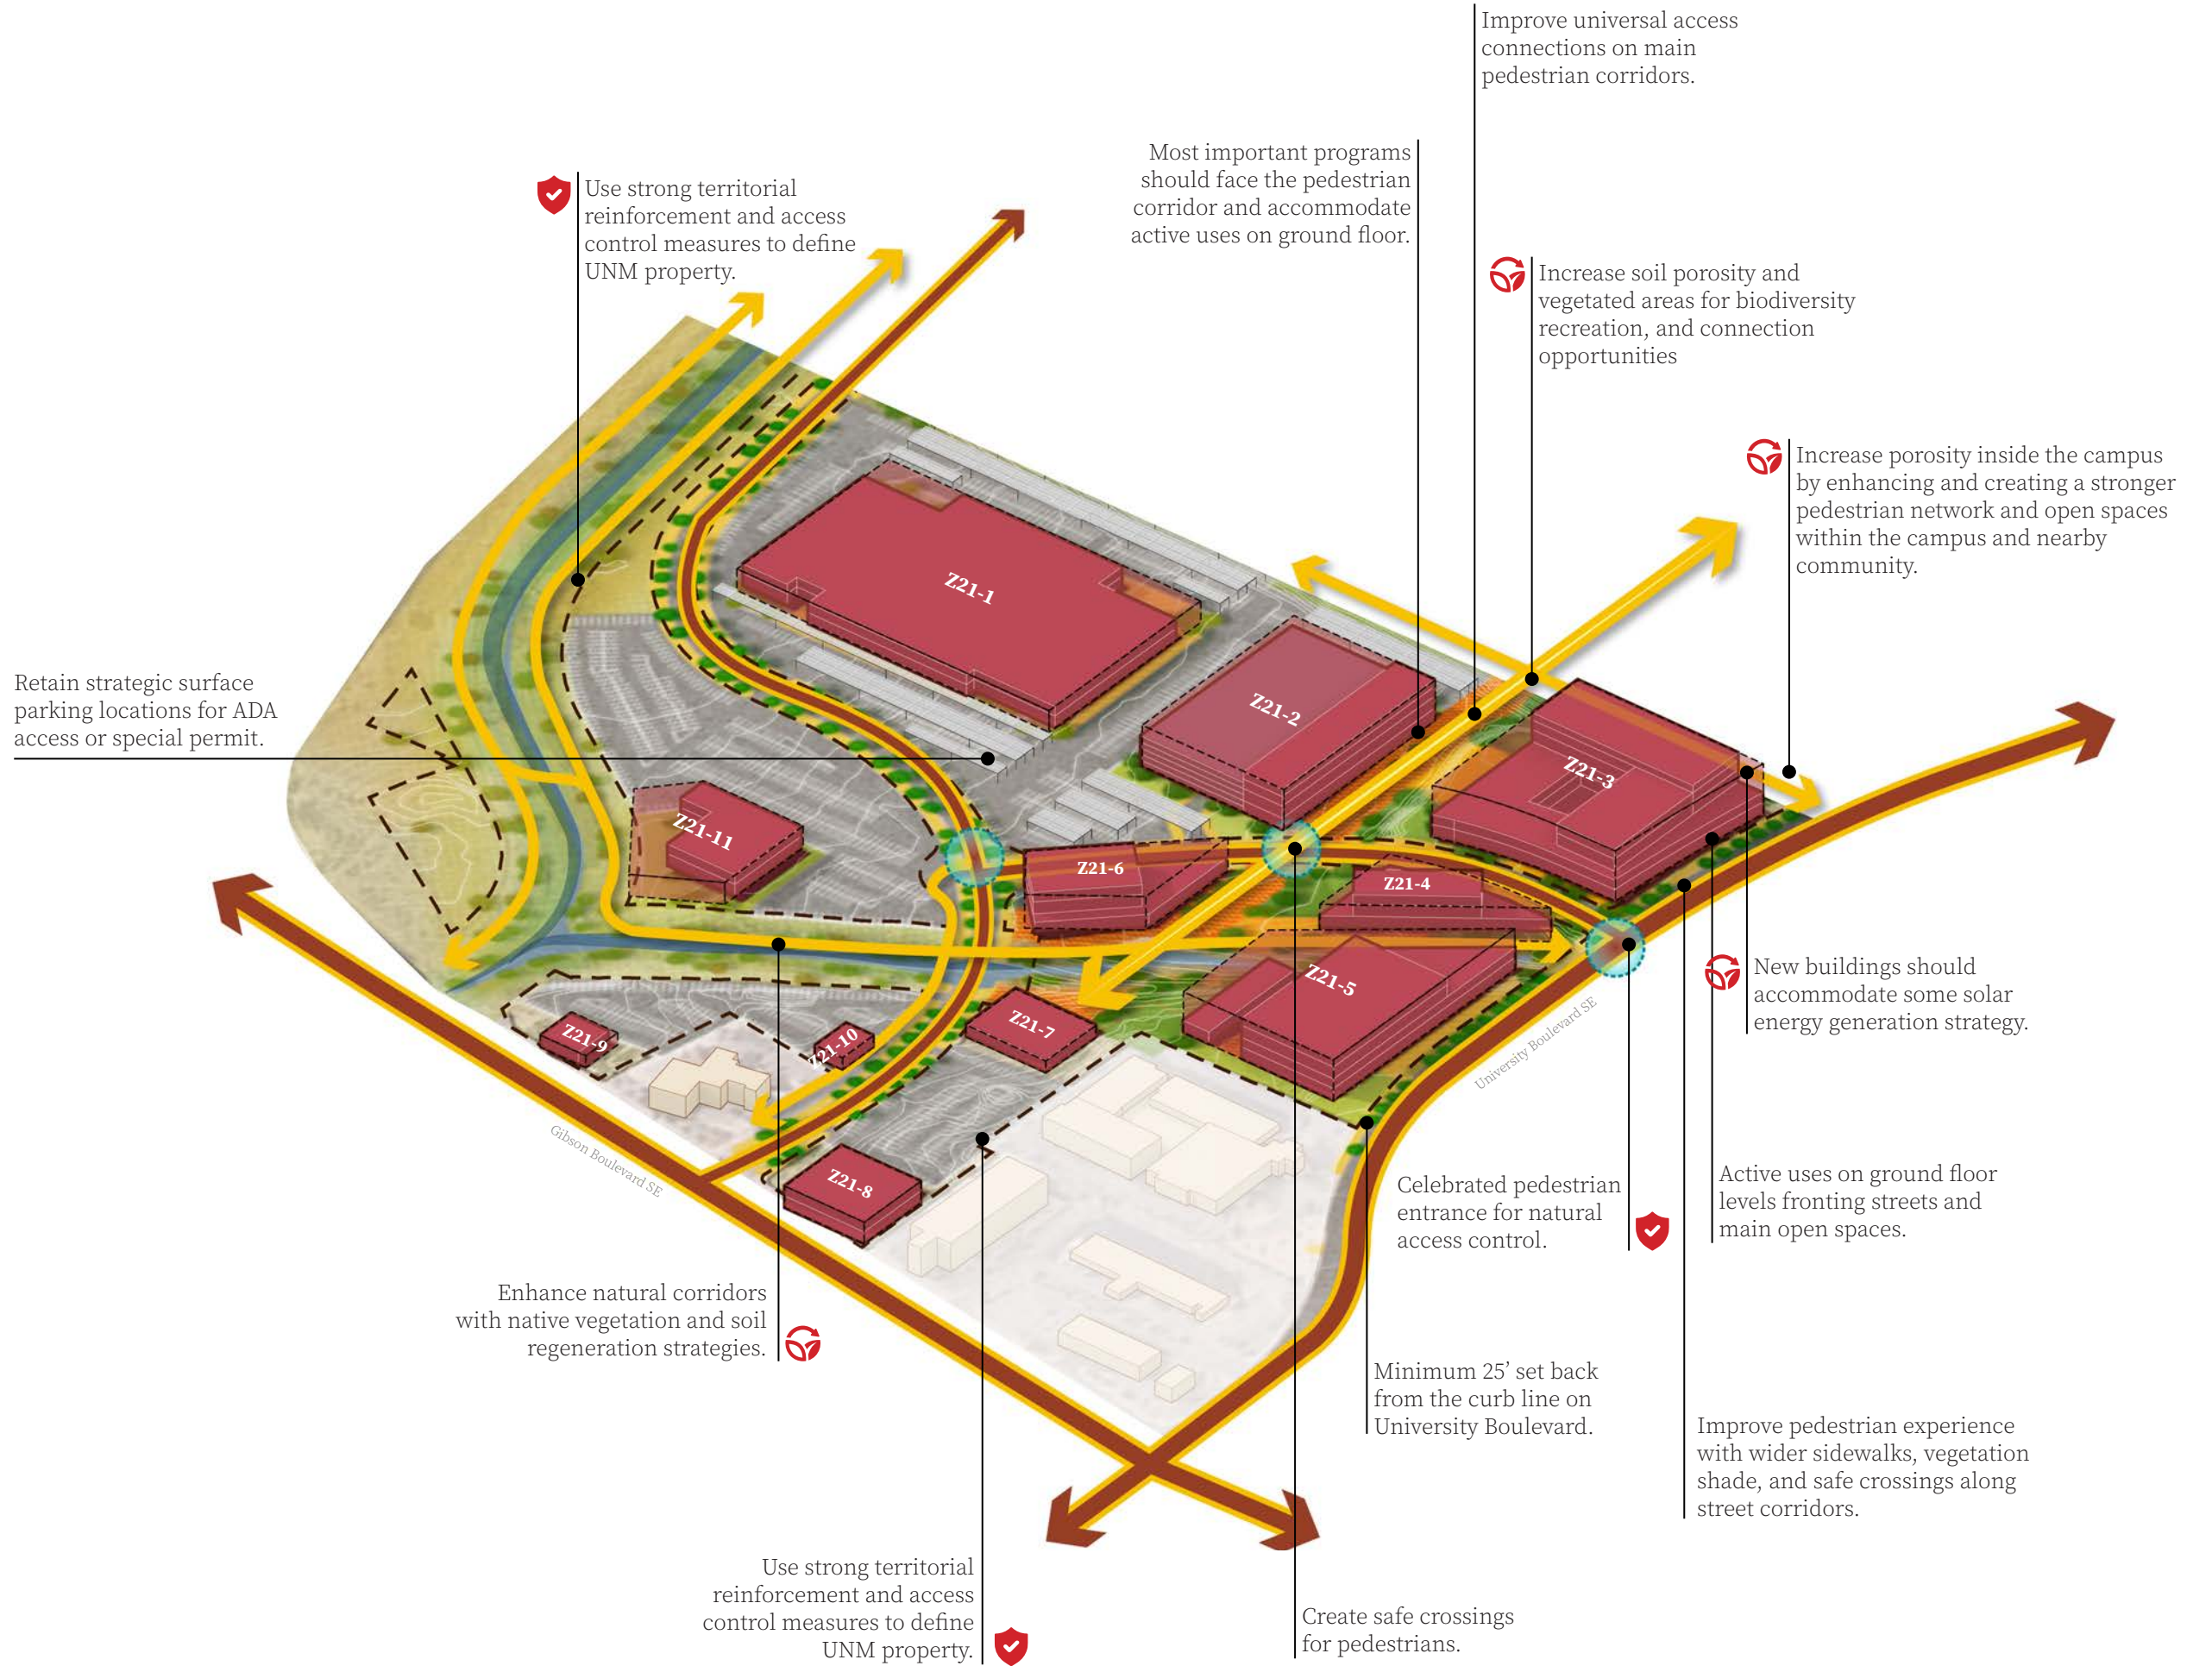 Improve universal access
connections on main
pedestrian corridors.
Most important programs
should face the pedestrian
corridor and accommodate
active uses on ground floor.
Use strong territorial
reinforcement and access
control measures to define
UNM property.
Increase soil porosity and
vegetated areas for biodiversity
recreation, and connection
opportunities
Increase porosity inside the campus
by enhancing and creating a stronger
pedestrian network and open spaces
within the campus and nearby
community.
Retain strategic surface
parking locations for ADA
access or special permit.
Z21-1
Z21-2
Z21-3
Z21-11
Z21-6
Z21-4
Z21-5
Z21-7
Z21-9
Z21-10
Z21-8
University Boulevard SE
Gibson Boulevard SE
New buildings should
accommodate some solar
energy generation strategy.
Active uses on ground floor
levels fronting streets and
main open spaces.
Celebrated pedestrian
entrance for natural
access control.
Enhance natural corridors
with native vegetation and soil
regeneration strategies.
Minimum 25’ set back
from the curb line on
University Boulevard.
Improve pedestrian experience
with wider sidewalks, vegetation
shade, and safe crossings along
street corridors.
Use strong territorial
reinforcement and access
control measures to define
UNM property.
Create safe crossings
for pedestrians.